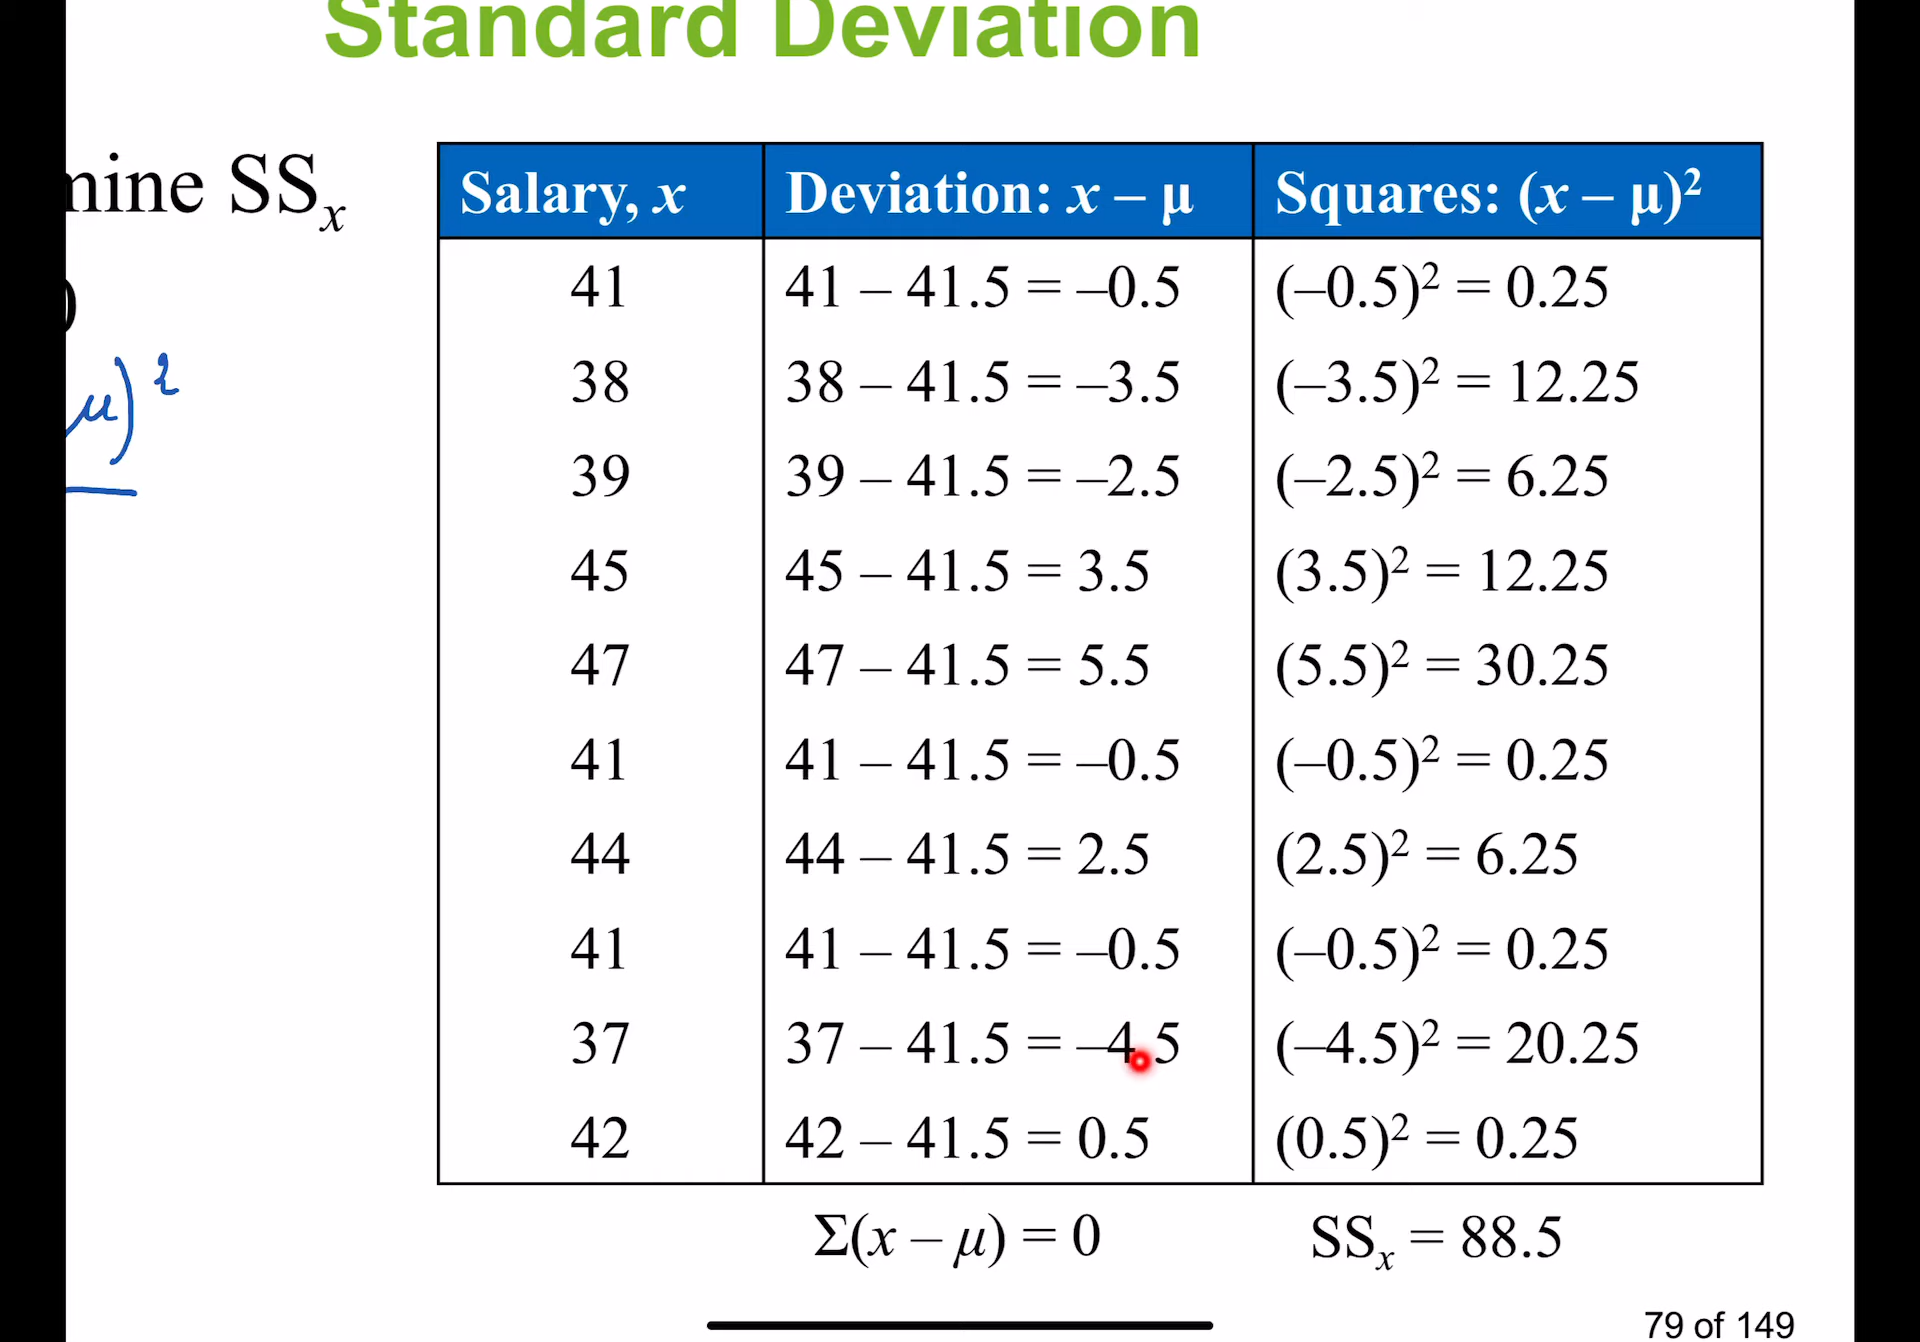 Standard Deviation
mine SSₓ
Salary, x Deviation: x – μ Squares: (x – μ)²
41 41 – 41.5 = –0.5 (–0.5)² = 0.25
38 38 – 41.5 = –3.5 (–3.5)² = 12.25
μ)²
39 39 – 41.5 = –2.5 (–2.5)² = 6.25
45 45 – 41.5 = 3.5 (3.5)² = 12.25
47 47 – 41.5 = 5.5 (5.5)² = 30.25
41 41 – 41.5 = –0.5 (–0.5)² = 0.25
44 44 – 41.5 = 2.5 (2.5)² = 6.25
41 41 – 41.5 = –0.5 (–0.5)² = 0.25
37 37 – 41.5 = –4.5 (–4.5)² = 20.25
42 42 – 41.5 = 0.5 (0.5)² = 0.25
Σ(x – μ) = 0 SSₓ = 88.5
79 of 149